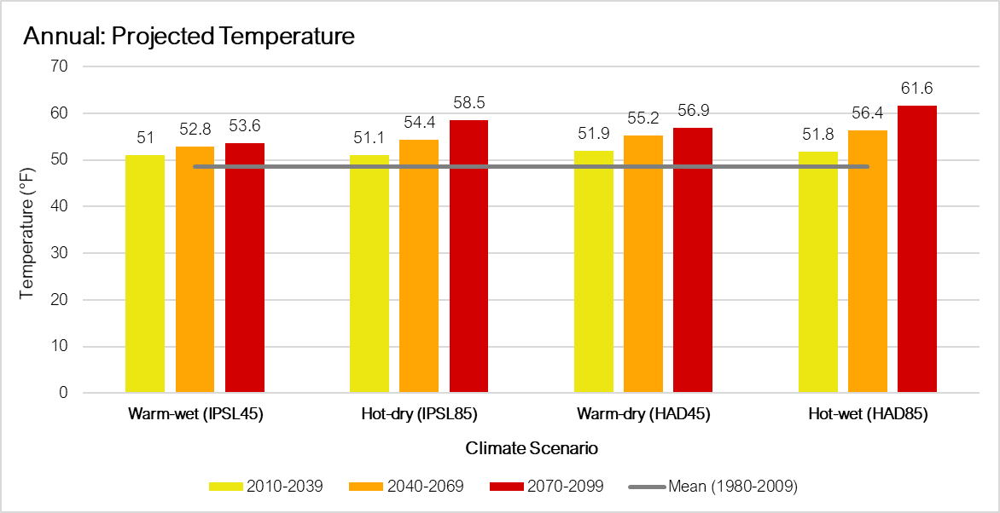 Annual: Projected Temperature
Temperature (°F)
70
60
50
40
30
20
10
0
51
52.8
53.6
51.1
54.4
58.5
51.9
55.2
56.9
51.8
56.4
61.6
Warm-wet (IPSL45)
Hot-dry (IPSL85)
Warm-dry (HAD45)
Hot-wet (HAD85)
Climate Scenario
2010-2039
2040-2069
2070-2099
Mean (1980-2009)